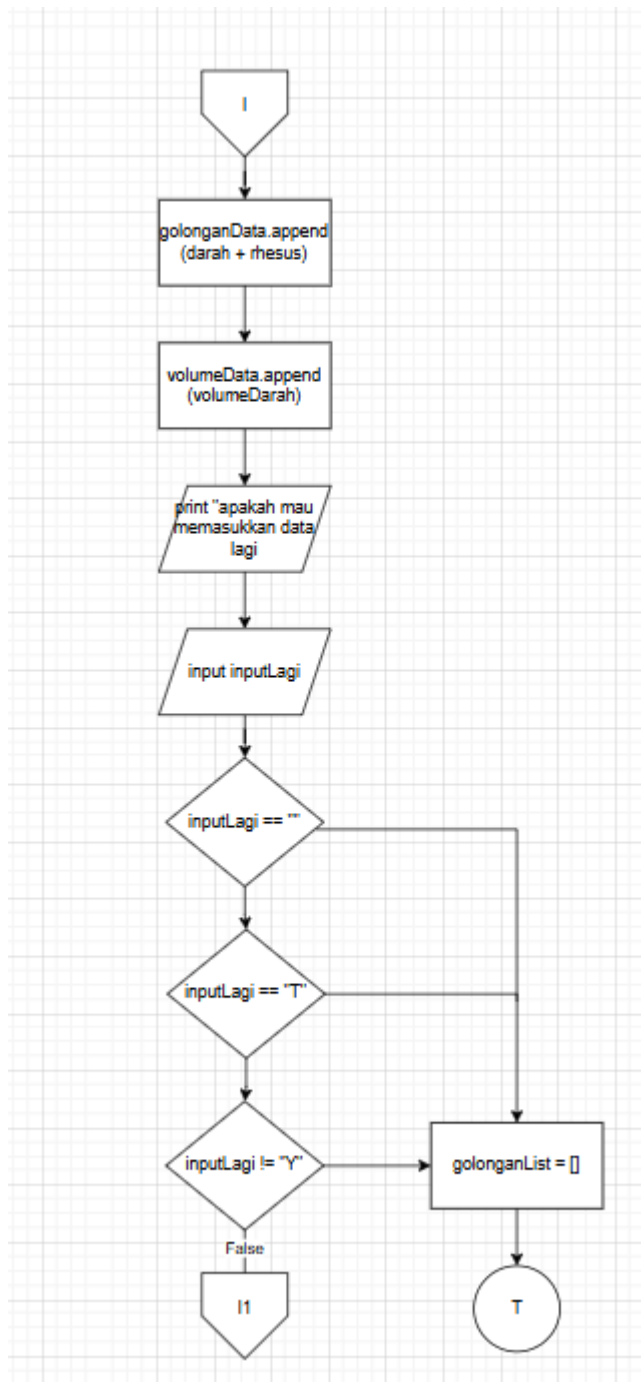 I
golonganData.append
(darah + rhesus)
volumeData.append
(volumeDarah)
print "apakah mau
memasukkan data
lagi
input inputLagi
inputLagi == ""
inputLagi == "T"
inputLagi != "Y"
golonganList = []
False
I1
T